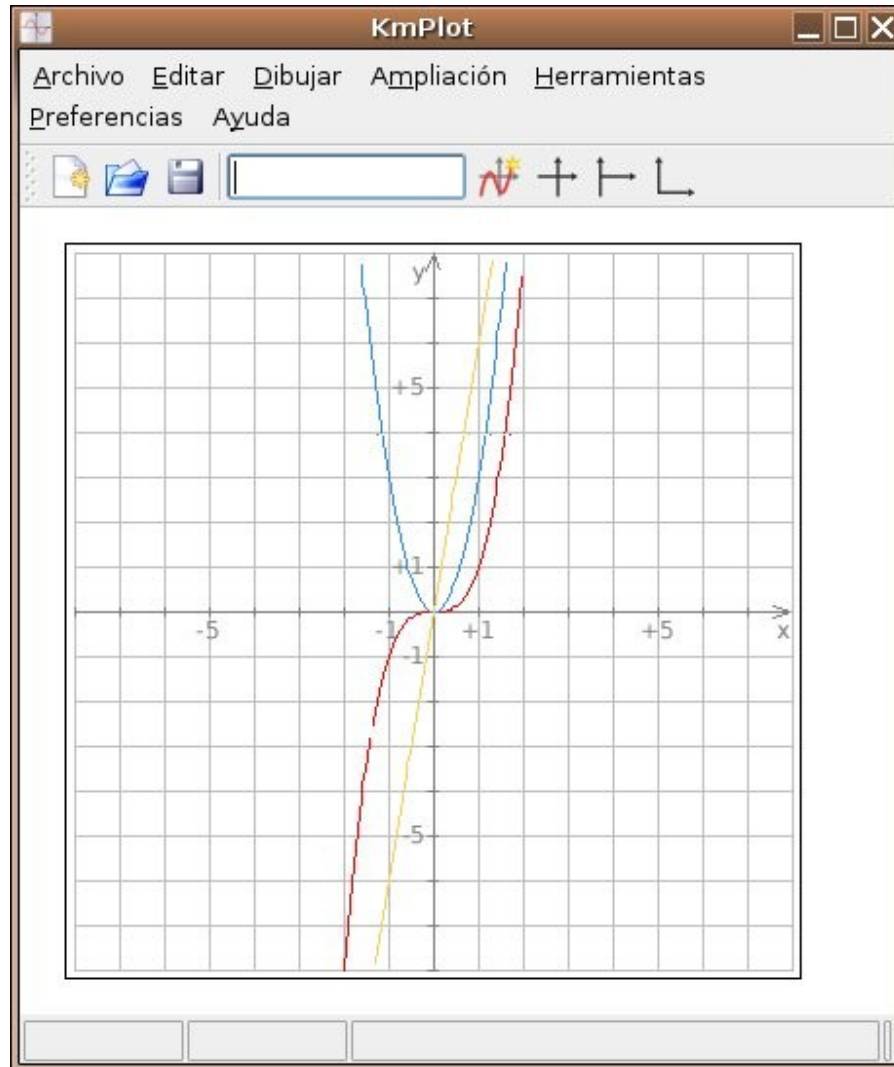 KmPlot
Archivo Editar Dibujar Ampliación Herramientas
Preferencias Ayuda
y
+5
+1
-5 -1 +1 +5 x
-1
-5